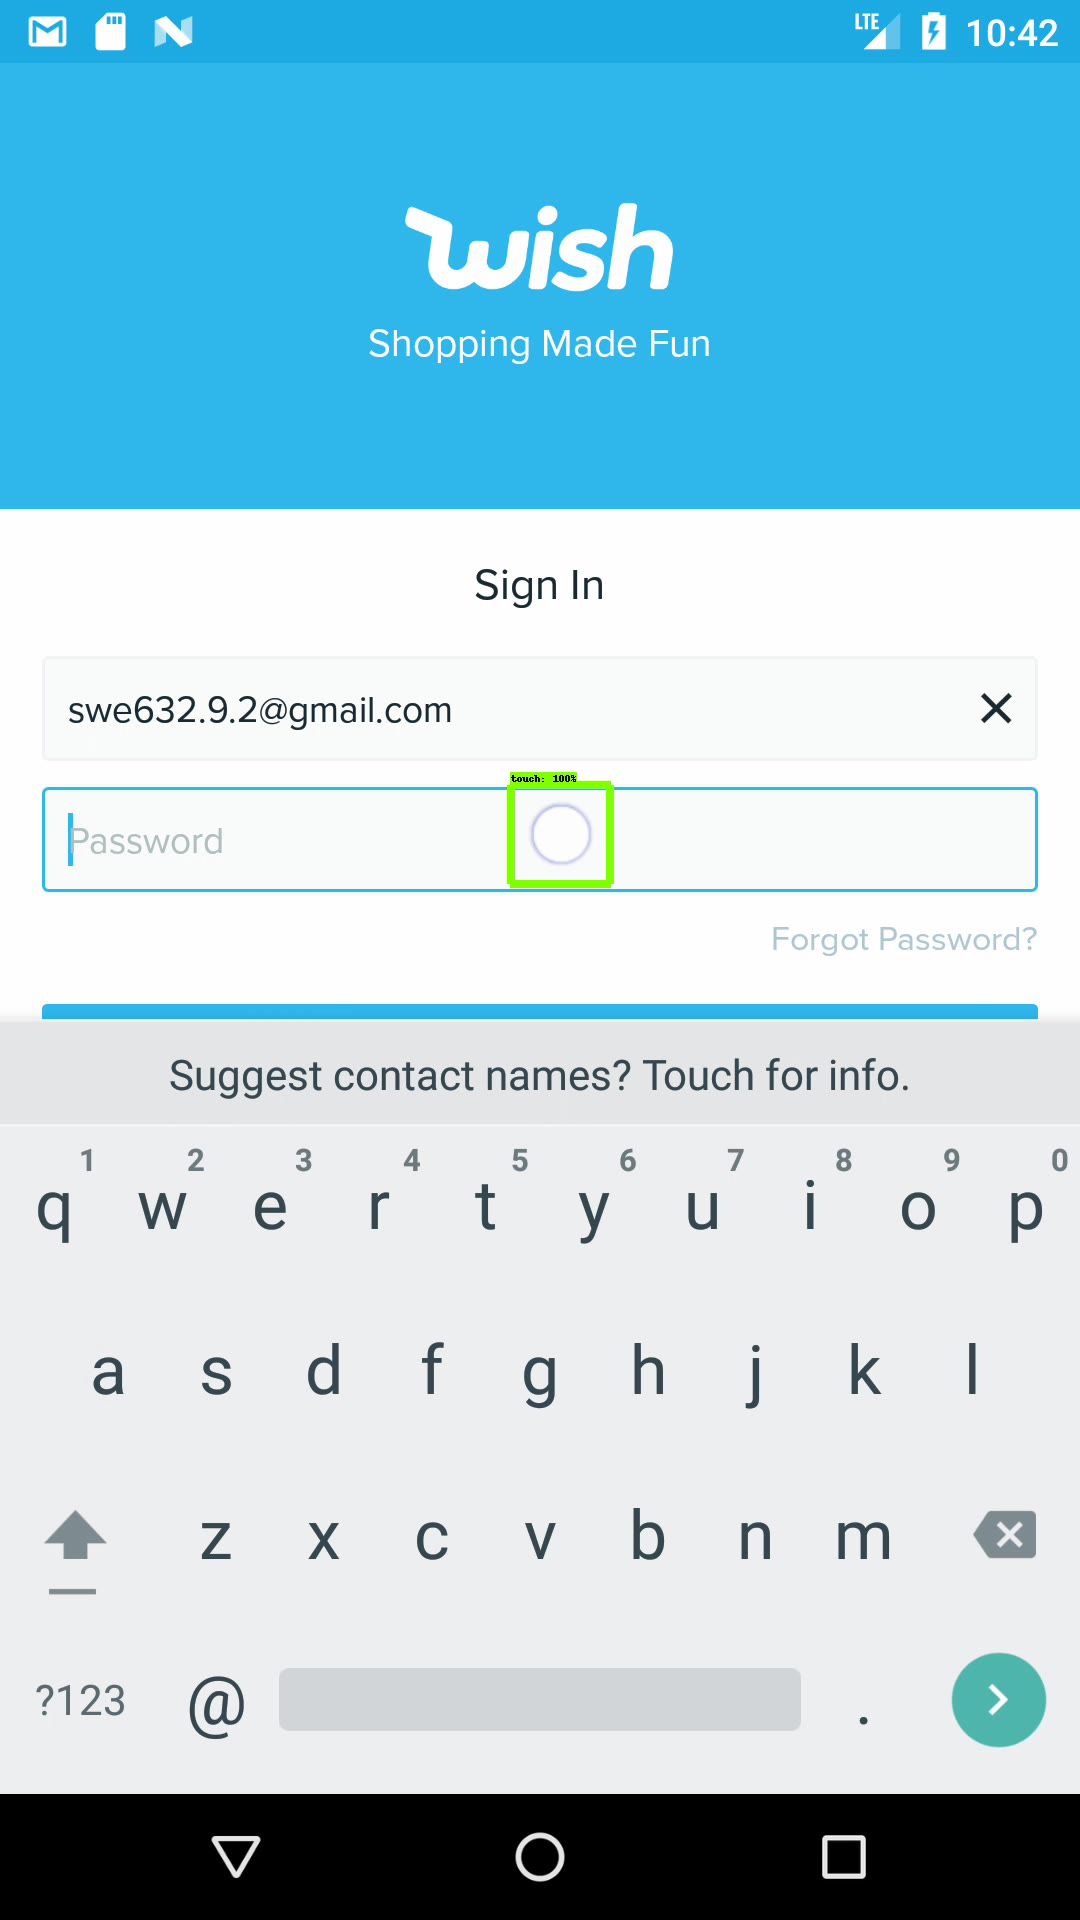 LTE 10:42
wish
Shopping Made Fun
Sign In
swe632.9.2@gmail.com
touch: 100%
Password
Forgot Password?
Suggest contact names? Touch for info.
1 2 3 4 5 6 7 8 9 0
q w e r t y u i o p
a s d f g h j k l
z x c v b n m
?123 @ .